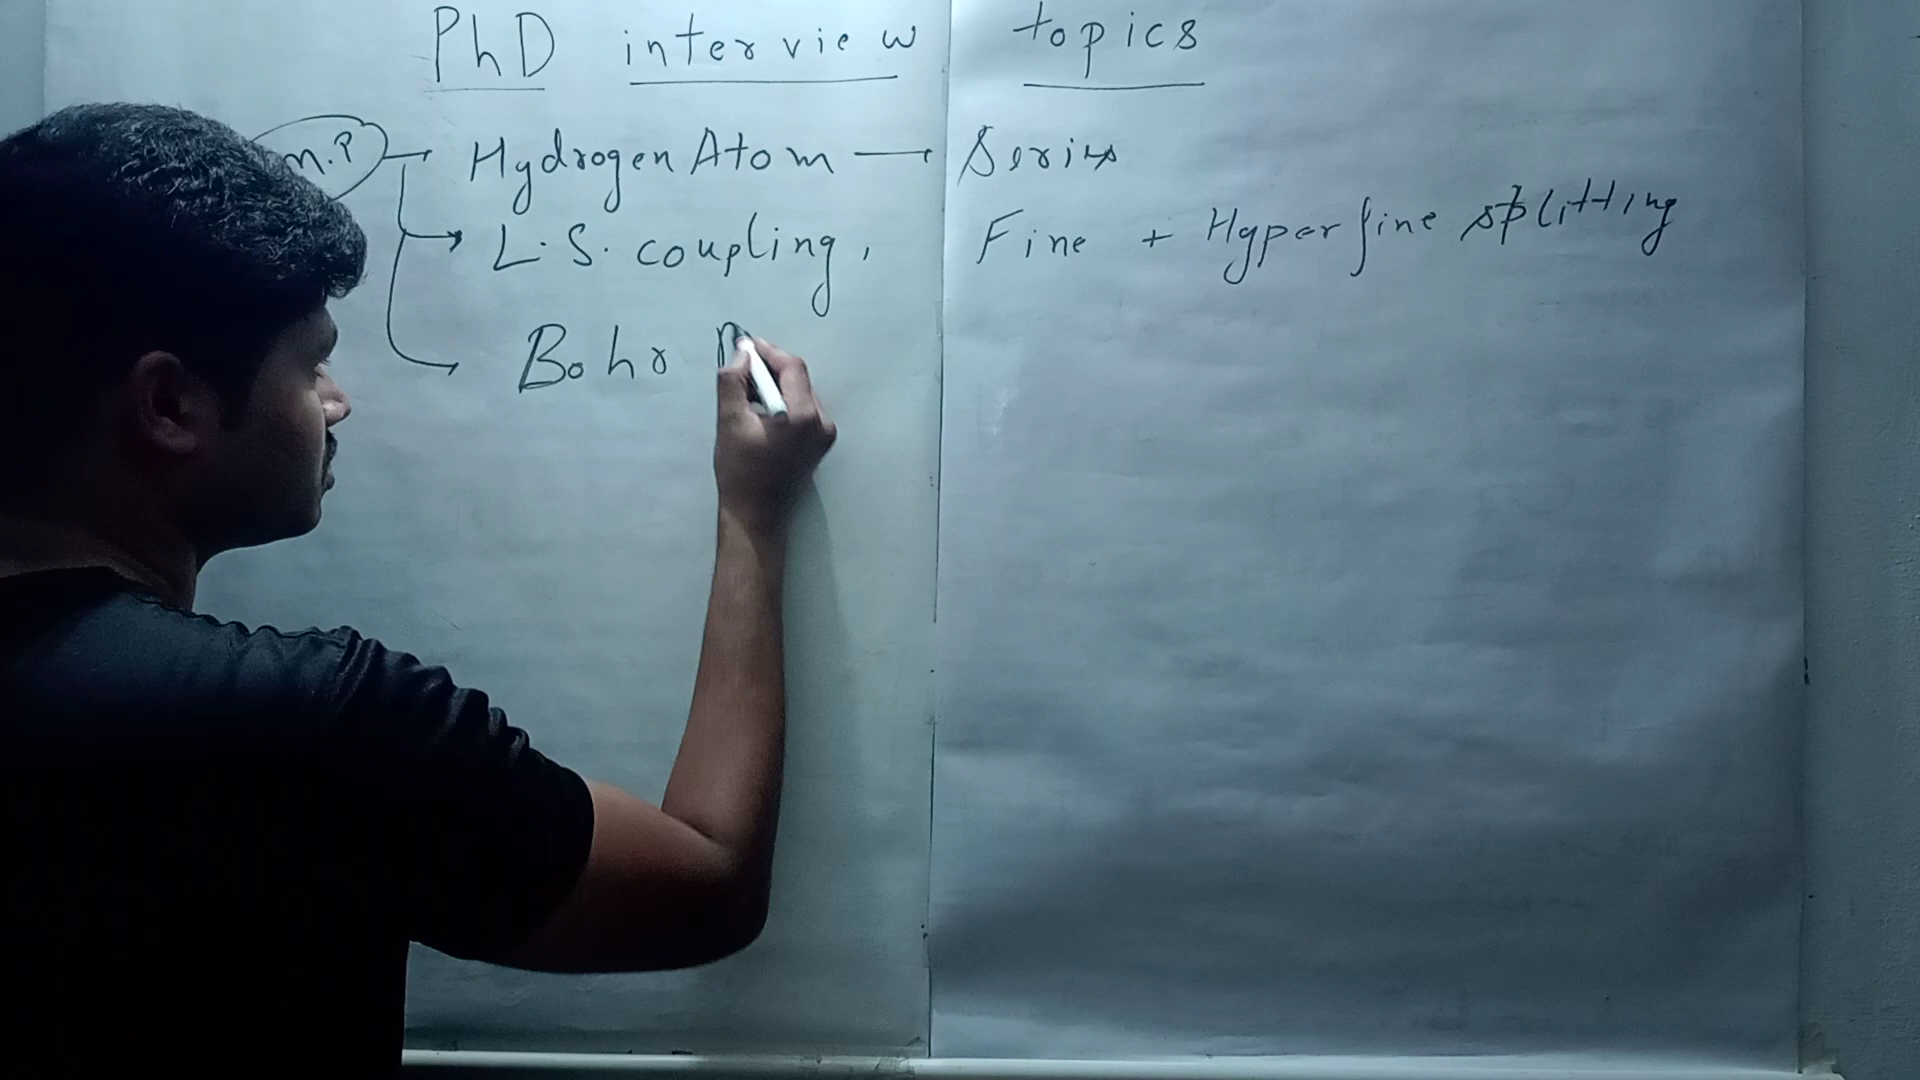 PhD interview topics
m.p → Hydrogen Atom → Series
L.S. coupling, Fine + Hyperfine splitting
Bohr